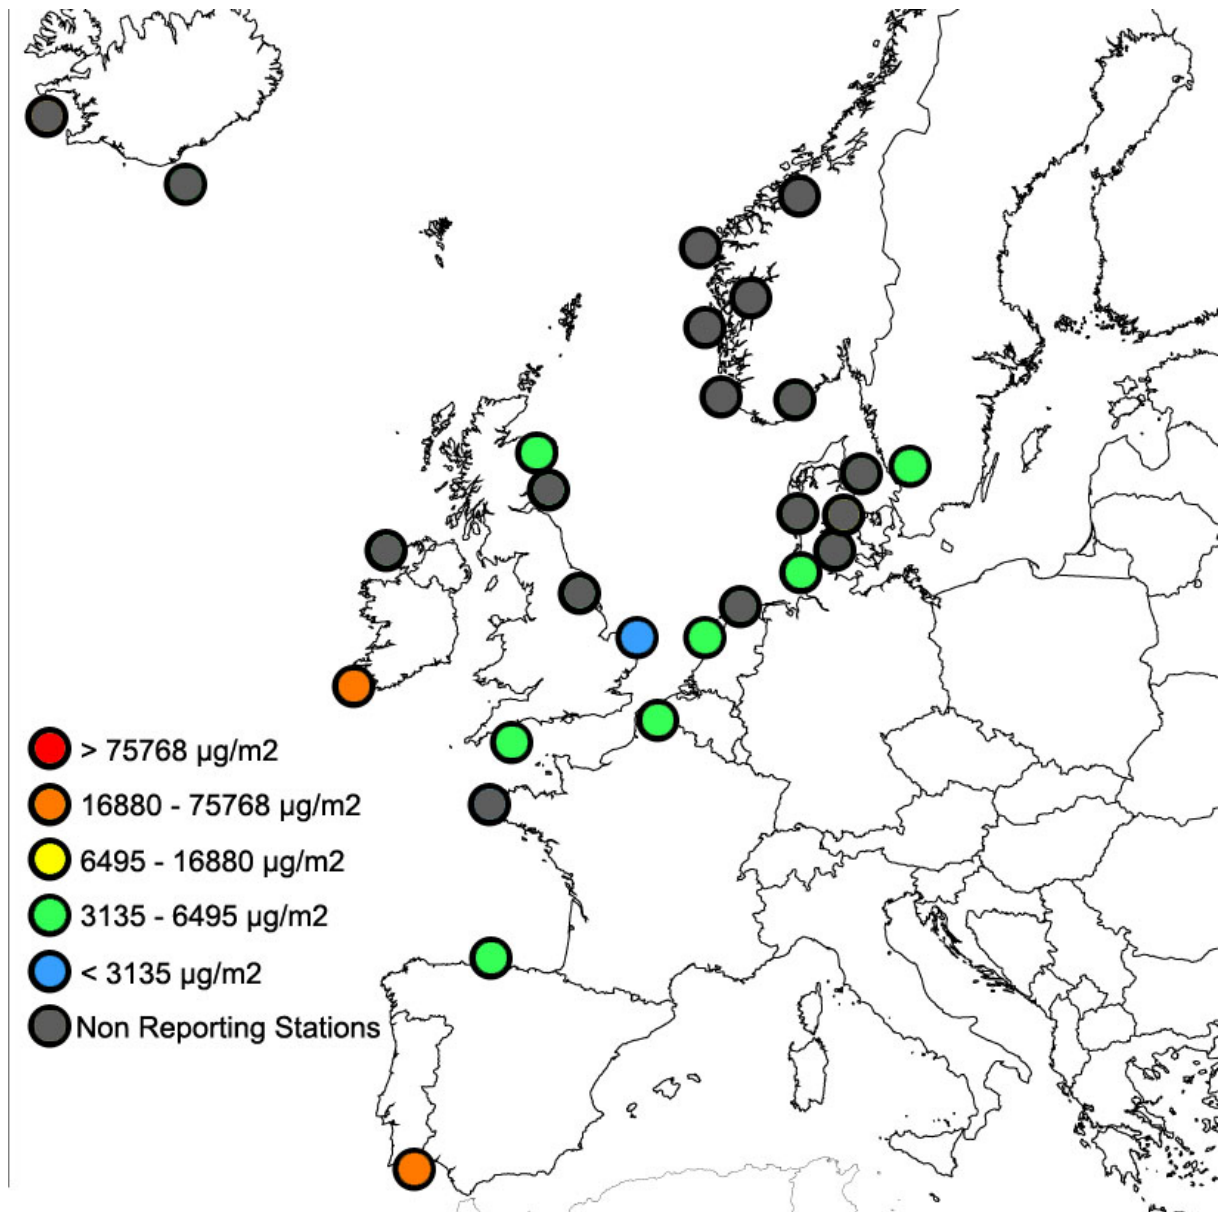 > 75768 µg/m2
16880 - 75768 µg/m2
6495 - 16880 µg/m2
3135 - 6495 µg/m2
< 3135 µg/m2
Non Reporting Stations